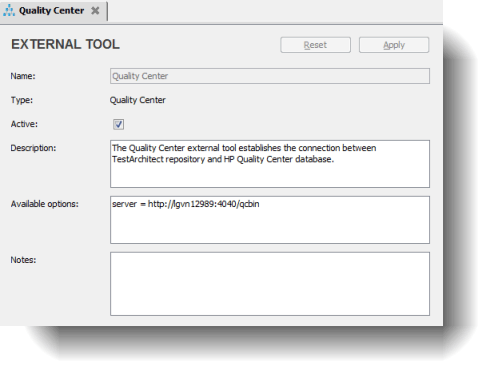 Quality Center
EXTERNAL TOOL
Reset
Apply
Name:
Quality Center
Type:
Quality Center
Active:
Description:
The Quality Center external tool establishes the connection between
TestArchitect repository and HP Quality Center database.
Available options:
server = http://lgvn12989:4040/qcbin
Notes: